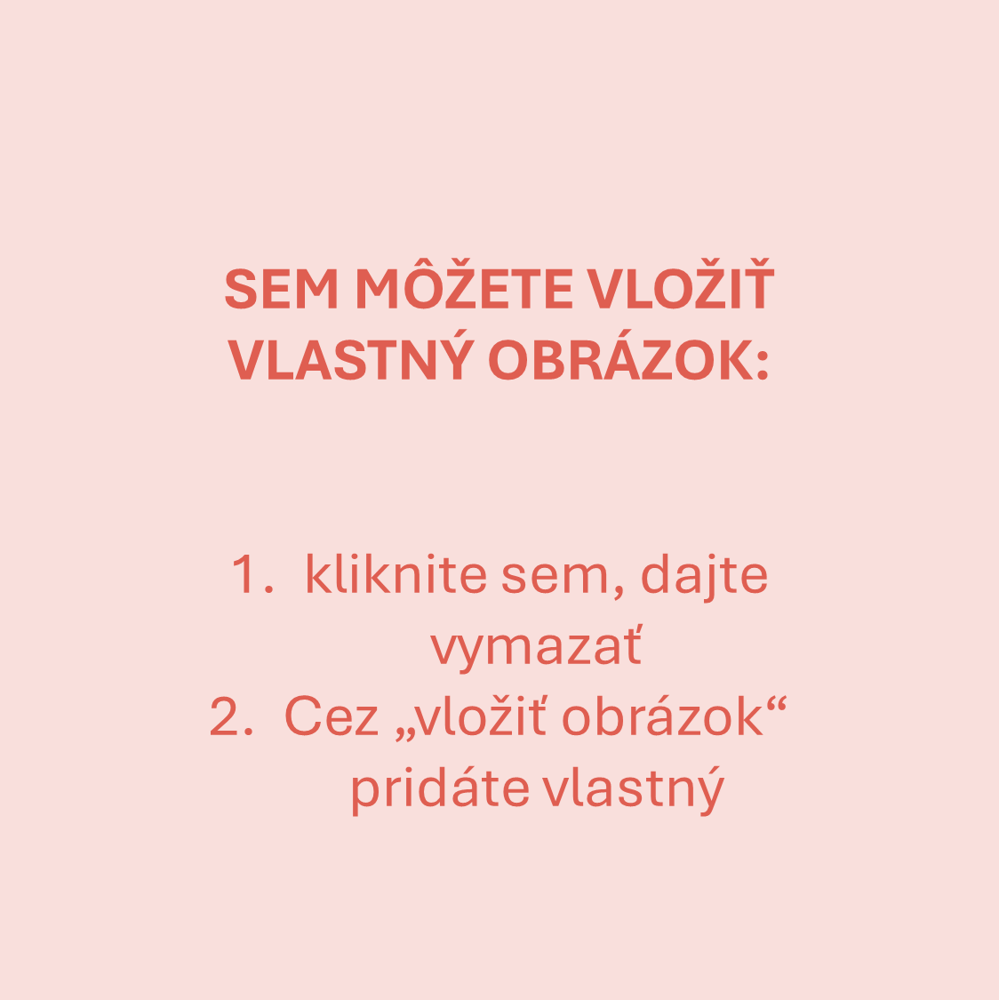 SEM MÔŽETE VLOŽIŤ
VLASTNÝ OBRÁZOK:
1. kliknite sem, dajte
vymazať
2. Cez „vložiť obrázok“
pridáte vlastný